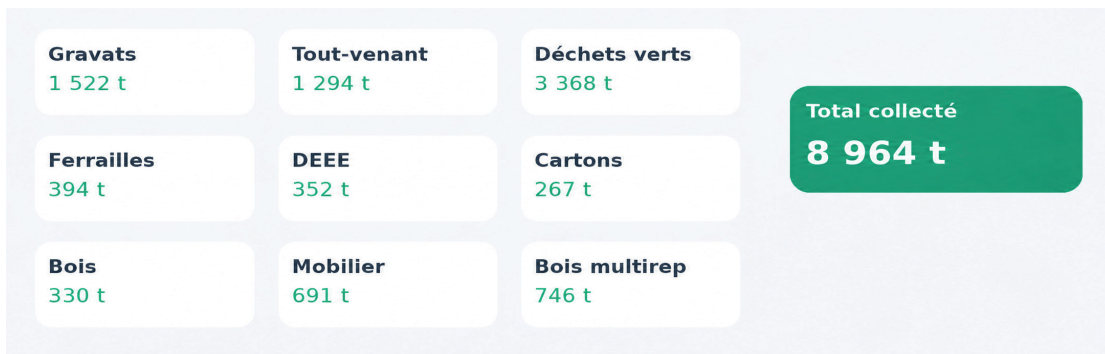 Gravats
1 522 t
Tout-venant
1 294 t
Déchets verts
3 368 t
Total collecté
8 964 t
Ferrailles
394 t
DEEE
352 t
Cartons
267 t
Bois
330 t
Mobilier
691 t
Bois multirep
746 t